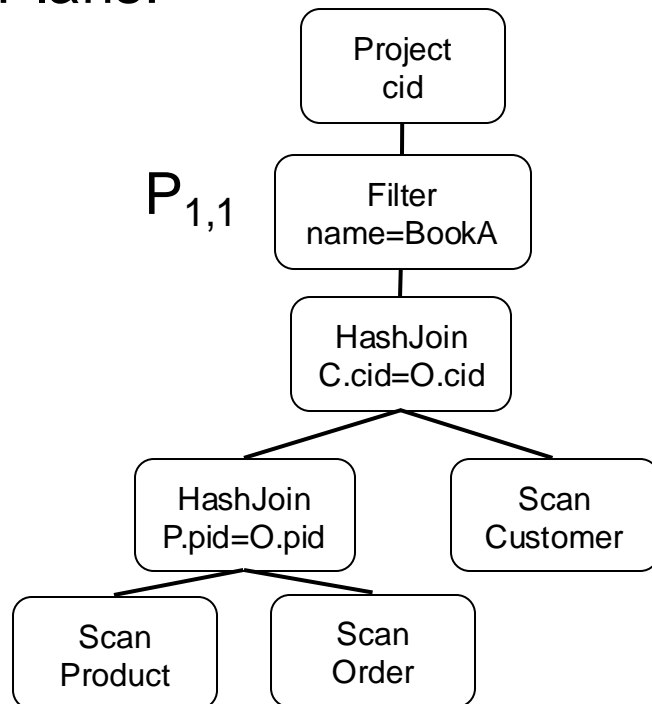 Project
cid
P1,1
Filter
name=BookA
HashJoin
C.cid=O.cid
HashJoin
P.pid=O.pid
Scan
Customer
Scan
Product
Scan
Order